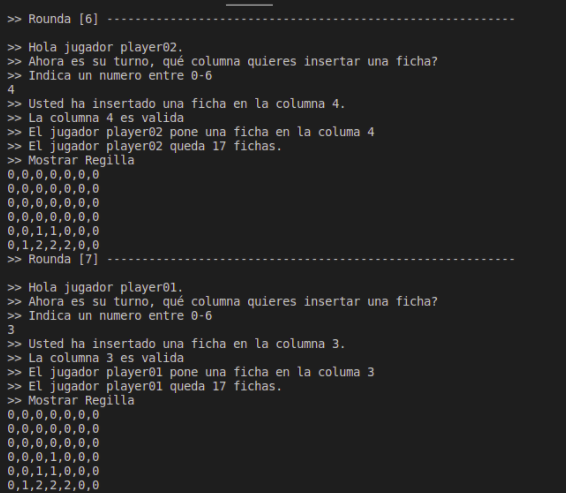 >> Rounda [6] ----------------------------------------------------------
>> Hola jugador player02.
>> Ahora es su turno, qué columna quieres insertar una ficha?
>> Indica un numero entre 0-6
4
>> Usted ha insertado una ficha en la columna 4.
>> La columna 4 es valida
>> El jugador player02 pone una ficha en la columa 4
>> El jugador player02 queda 17 fichas.
>> Mostrar Regilla
0,0,0,0,0,0,0
0,0,0,0,0,0,0
0,0,0,0,0,0,0
0,0,0,0,0,0,0
0,0,1,1,0,0,0
0,1,2,2,2,0,0
>> Rounda [7] ----------------------------------------------------------
>> Hola jugador player01.
>> Ahora es su turno, qué columna quieres insertar una ficha?
>> Indica un numero entre 0-6
3
>> Usted ha insertado una ficha en la columna 3.
>> La columna 3 es valida
>> El jugador player01 pone una ficha en la columa 3
>> El jugador player01 queda 17 fichas.
>> Mostrar Regilla
0,0,0,0,0,0,0
0,0,0,0,0,0,0
0,0,0,0,0,0,0
0,0,0,1,0,0,0
0,0,1,1,0,0,0
0,1,2,2,2,0,0